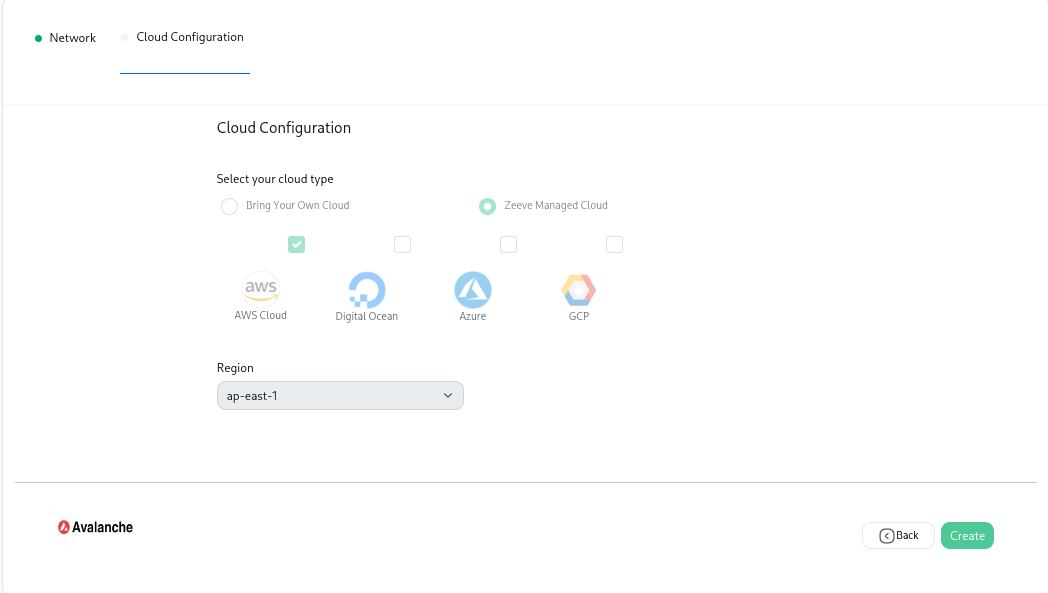 Network
Cloud Configuration
Cloud Configuration
Select your cloud type
Bring Your Own Cloud
Zeeve Managed Cloud
aws
AWS Cloud
Digital Ocean
Azure
GCP
Region
ap-east-1
Avalanche
Back
Create